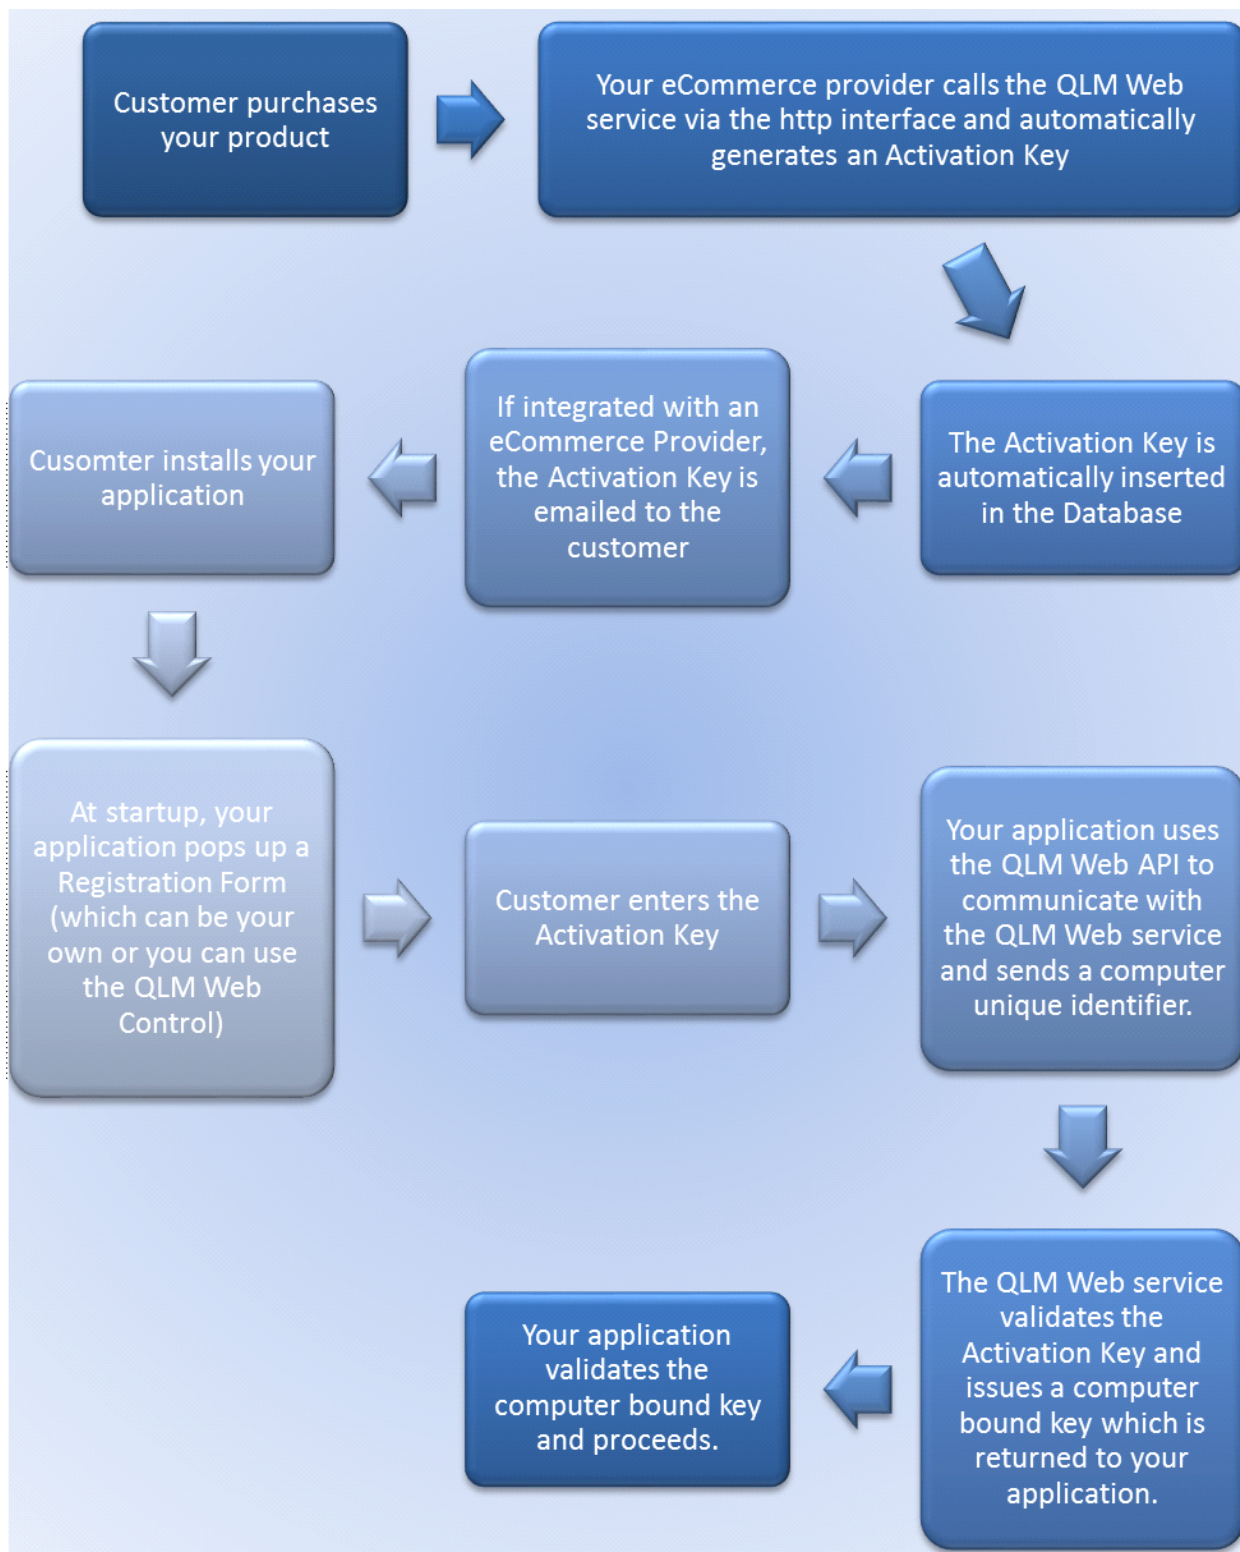 Customer purchases
your product
Your eCommerce provider calls the QLM Web
service via the http interface and automatically
generates an Activation Key
The Activation Key is
automatically inserted
in the Database
If integrated with an
eCommerce Provider,
the Activation Key is
emailed to the
customer
Cusomter installs your
application
At startup, your
application pops up a
Registration Form
(which can be your
own or you can use
the QLM Web
Control)
Customer enters the
Activation Key
Your application uses
the QLM Web API to
communicate with
the QLM Web service
and sends a computer
unique identifier.
The QLM Web service
validates the
Activation Key and
issues a computer
bound key which is
returned to your
application.
Your application
validates the
computer bound key
and proceeds.